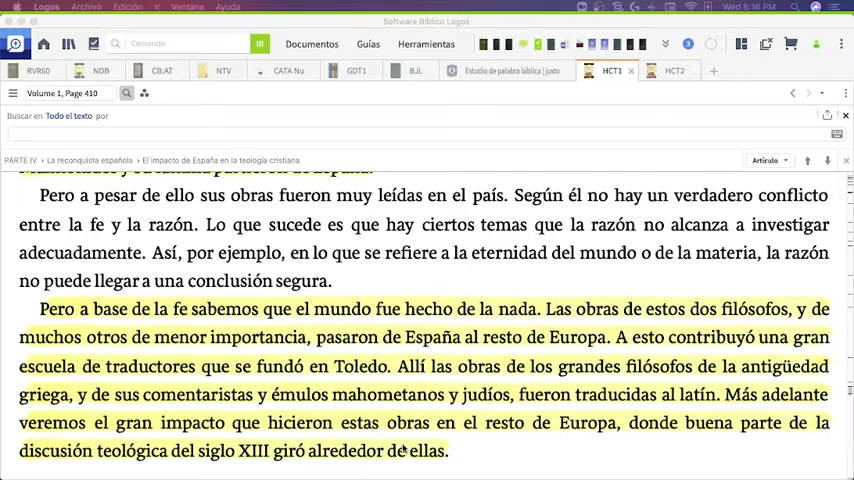 Logos Archivo Edición Ir Ventana Ayuda Wed 8:16 PM
Software Bíblico Logos
Comando IR Documentos Guías Herramientas 3
RVR60 NDB CB:AT NTV CATA Nu GDT1 BJL Estudio de palabra bíblica | justo HCT1 HCT2
Volume 1, Page 410
Buscar en Todo el texto por
PARTE IV › La reconquista española › El impacto de España en la teología cristiana Artículo
Pero a pesar de ello sus obras fueron muy leídas en el país. Según él no hay un verdadero conflicto
entre la fe y la razón. Lo que sucede es que hay ciertos temas que la razón no alcanza a investigar
adecuadamente. Así, por ejemplo, en lo que se refiere a la eternidad del mundo o de la materia, la razón
no puede llegar a una conclusión segura.
Pero a base de la fe sabemos que el mundo fue hecho de la nada. Las obras de estos dos filósofos, y de
muchos otros de menor importancia, pasaron de España al resto de Europa. A esto contribuyó una gran
escuela de traductores que se fundó en Toledo. Allí las obras de los grandes filósofos de la antigüedad
griega, y de sus comentaristas y émulos mahometanos y judíos, fueron traducidas al latín. Más adelante
veremos el gran impacto que hicieron estas obras en el resto de Europa, donde buena parte de la
discusión teológica del siglo XIII giró alrededor de ellas.